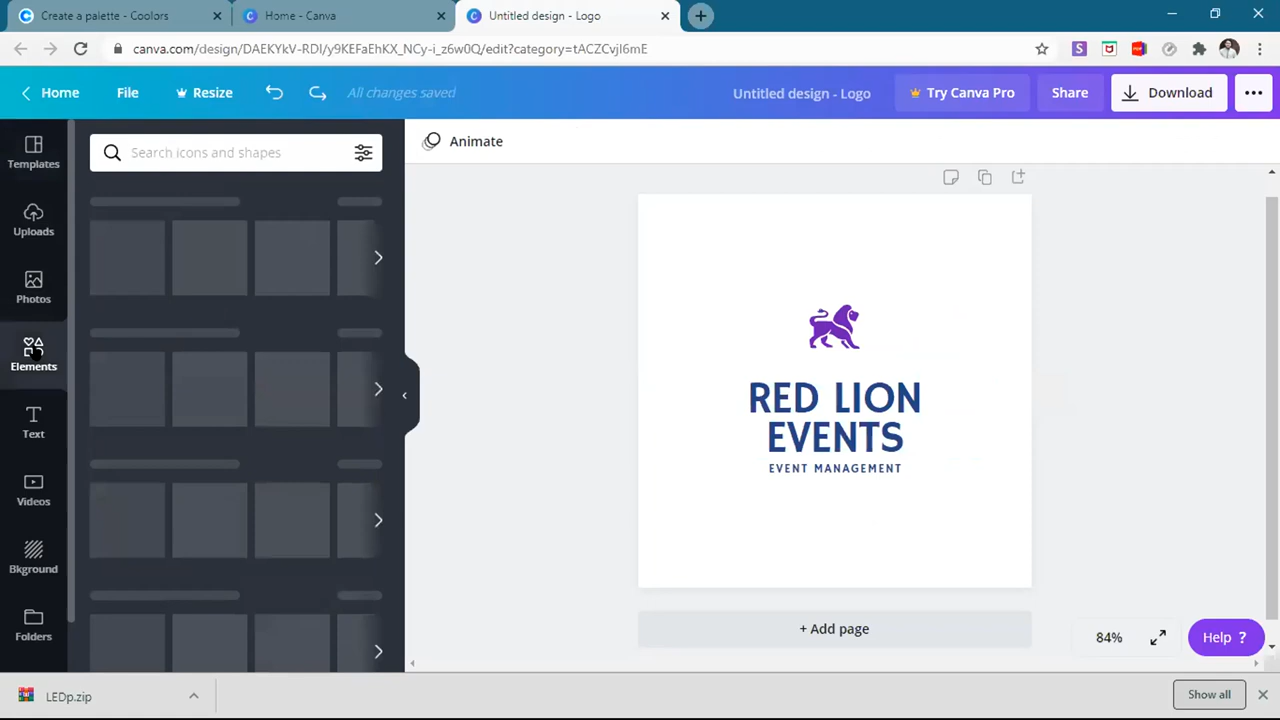 Create a palette - Coolors
Home - Canva
Untitled design - Logo
canva.com/design/DAEKYkV-RDI/y9KEFaEhKX_NCy-i_z6w0Q/edit?category=tACZCvjI6mE
Home
File
Resize
All changes saved
Untitled design - Logo
Try Canva Pro
Share
Download
Templates
Search icons and shapes
Animate
Uploads
Photos
Elements
Text
Videos
Bkground
Folders
RED LION
EVENTS
EVENT MANAGEMENT
+ Add page
84%
Help ?
LEDp.zip
Show all